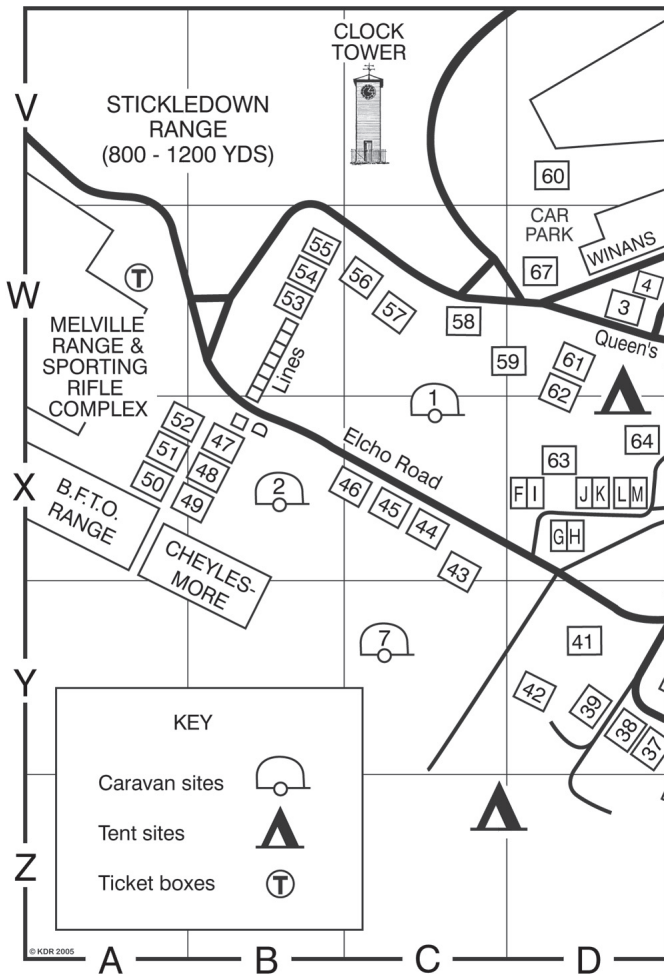 CLOCK
TOWER
V
STICKLEDOWN
RANGE
(800 - 1200 YDS)
60
CAR
PARK
WINANS
67
4
3
W
T
55
54
53
56
57
58
59
Queen's
61
62
MELVILLE
RANGE &
SPORTING
RIFLE
COMPLEX
Lines
D
1
52
51
50
47
48
49
Elcho Road
64
63
X
2
46
45
44
43
F I
J K
L M
G H
B.F.T.O.
RANGE
CHEYLES-
MORE
7
41
Y
42
39
38
37
KEY
Caravan sites
Tent sites
Ticket boxes
T
Z
© KDR 2005
A
B
C
D